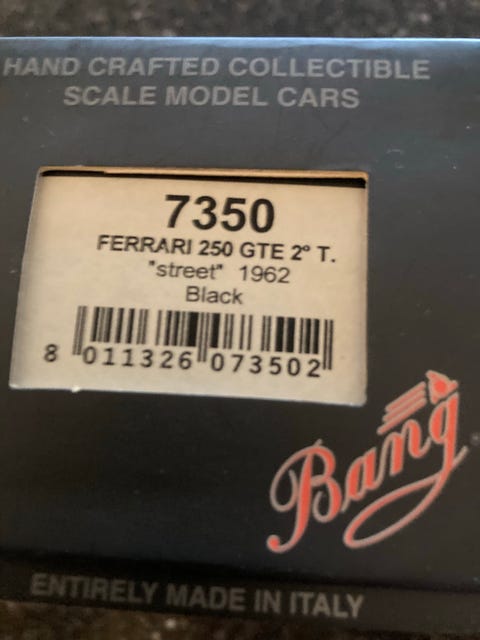 HAND CRAFTED COLLECTIBLE
SCALE MODEL CARS
7350
FERRARI 250 GTE 2° T.
"street" 1962
Black
8 011326 073502
Bang
ENTIRELY MADE IN ITALY